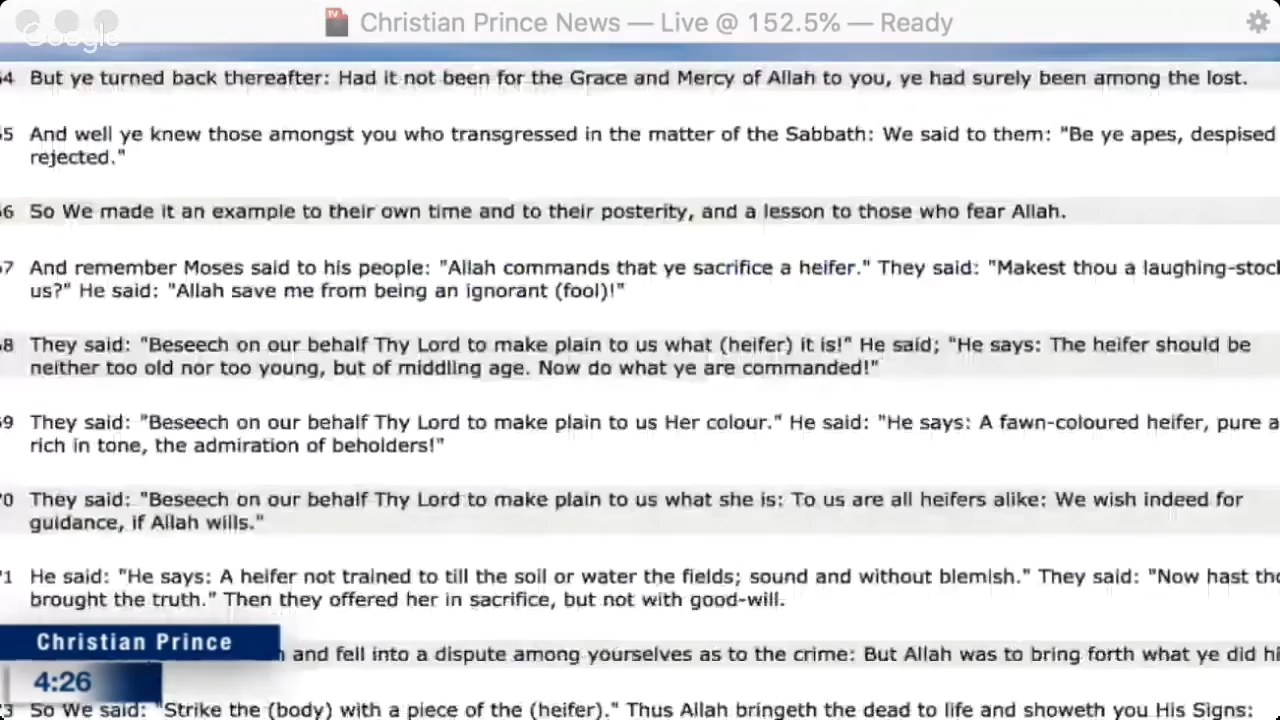 Christian Prince News — Live @ 152.5% — Ready
Google
64 But ye turned back thereafter: Had it not been for the Grace and Mercy of Allah to you, ye had surely been among the lost.
65 And well ye knew those amongst you who transgressed in the matter of the Sabbath: We said to them: "Be ye apes, despised
rejected."
6 So We made it an example to their own time and to their posterity, and a lesson to those who fear Allah.
7 And remember Moses said to his people: "Allah commands that ye sacrifice a heifer." They said: "Makest thou a laughing-stoc
us?" He said: "Allah save me from being an ignorant (fool)!"
8 They said: "Beseech on our behalf Thy Lord to make plain to us what (heifer) it is!" He said; "He says: The heifer should be
neither too old nor too young, but of middling age. Now do what ye are commanded!"
9 They said: "Beseech on our behalf Thy Lord to make plain to us Her colour." He said: "He says: A fawn-coloured heifer, pure a
rich in tone, the admiration of beholders!"
0 They said: "Beseech on our behalf Thy Lord to make plain to us what she is: To us are all heifers alike: We wish indeed for
guidance, if Allah wills."
1 He said: "He says: A heifer not trained to till the soil or water the fields; sound and without blemish." They said: "Now hast tho
brought the truth." Then they offered her in sacrifice, but not with good-will.
Christian Prince
and fell into a dispute among yourselves as to the crime: But Allah was to bring forth what ye did hi
4:26
3 So We said: "Strike the (body) with a piece of the (heifer)." Thus Allah bringeth the dead to life and showeth you His Signs: